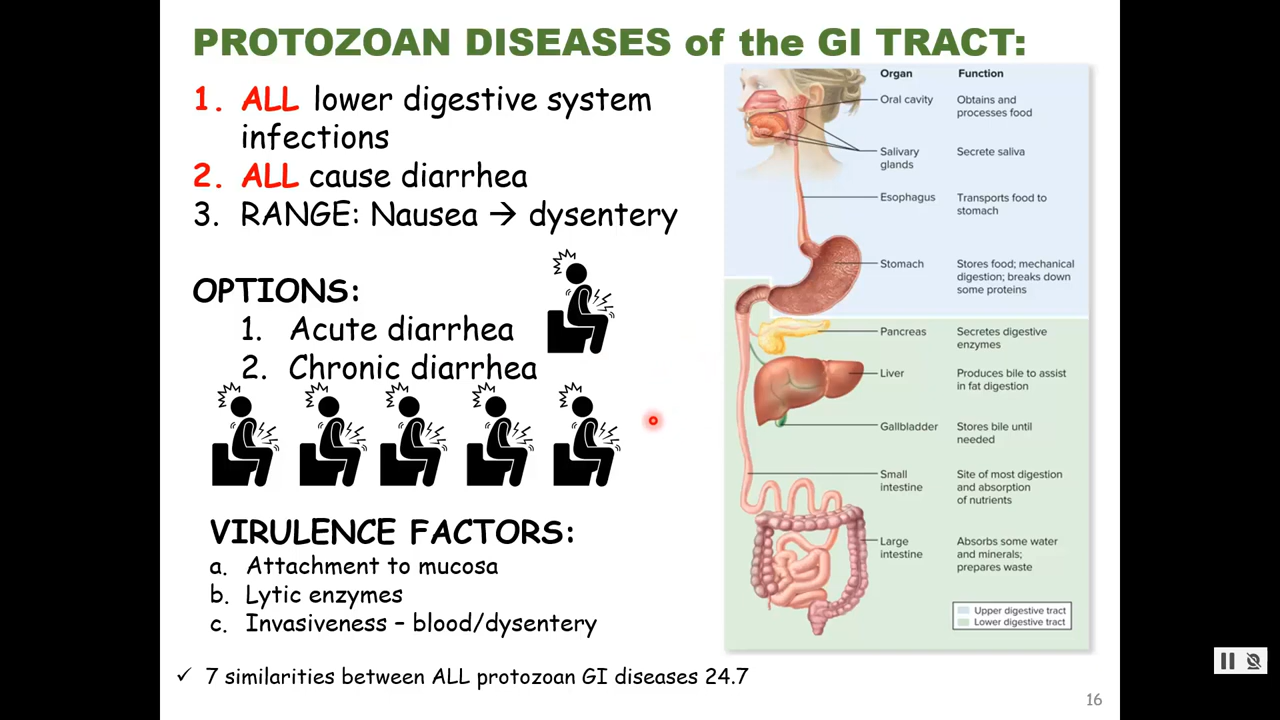 PROTOZOAN DISEASES of the GI TRACT:
1. ALL lower digestive system
infections
2. ALL cause diarrhea
3. RANGE: Nausea → dysentery
OPTIONS:
1. Acute diarrhea
2. Chronic diarrhea
VIRULENCE FACTORS:
a. Attachment to mucosa
b. Lytic enzymes
c. Invasiveness – blood/dysentery
✓ 7 similarities between ALL protozoan GI diseases 24.7
Organ Function
Oral cavity Obtains and
processes food
Salivary Secrete saliva
glands
Esophagus Transports food to
stomach
Stomach Stores food; mechanical
digestion; breaks down
some proteins
Pancreas Secretes digestive
enzymes
Liver Produces bile to assist
in fat digestion
Gallbladder Stores bile until
needed
Small Site of most digestion
intestine and absorption
of nutrients
Large Absorbs some water
intestine and minerals;
prepares waste
Upper digestive tract
Lower digestive tract
16